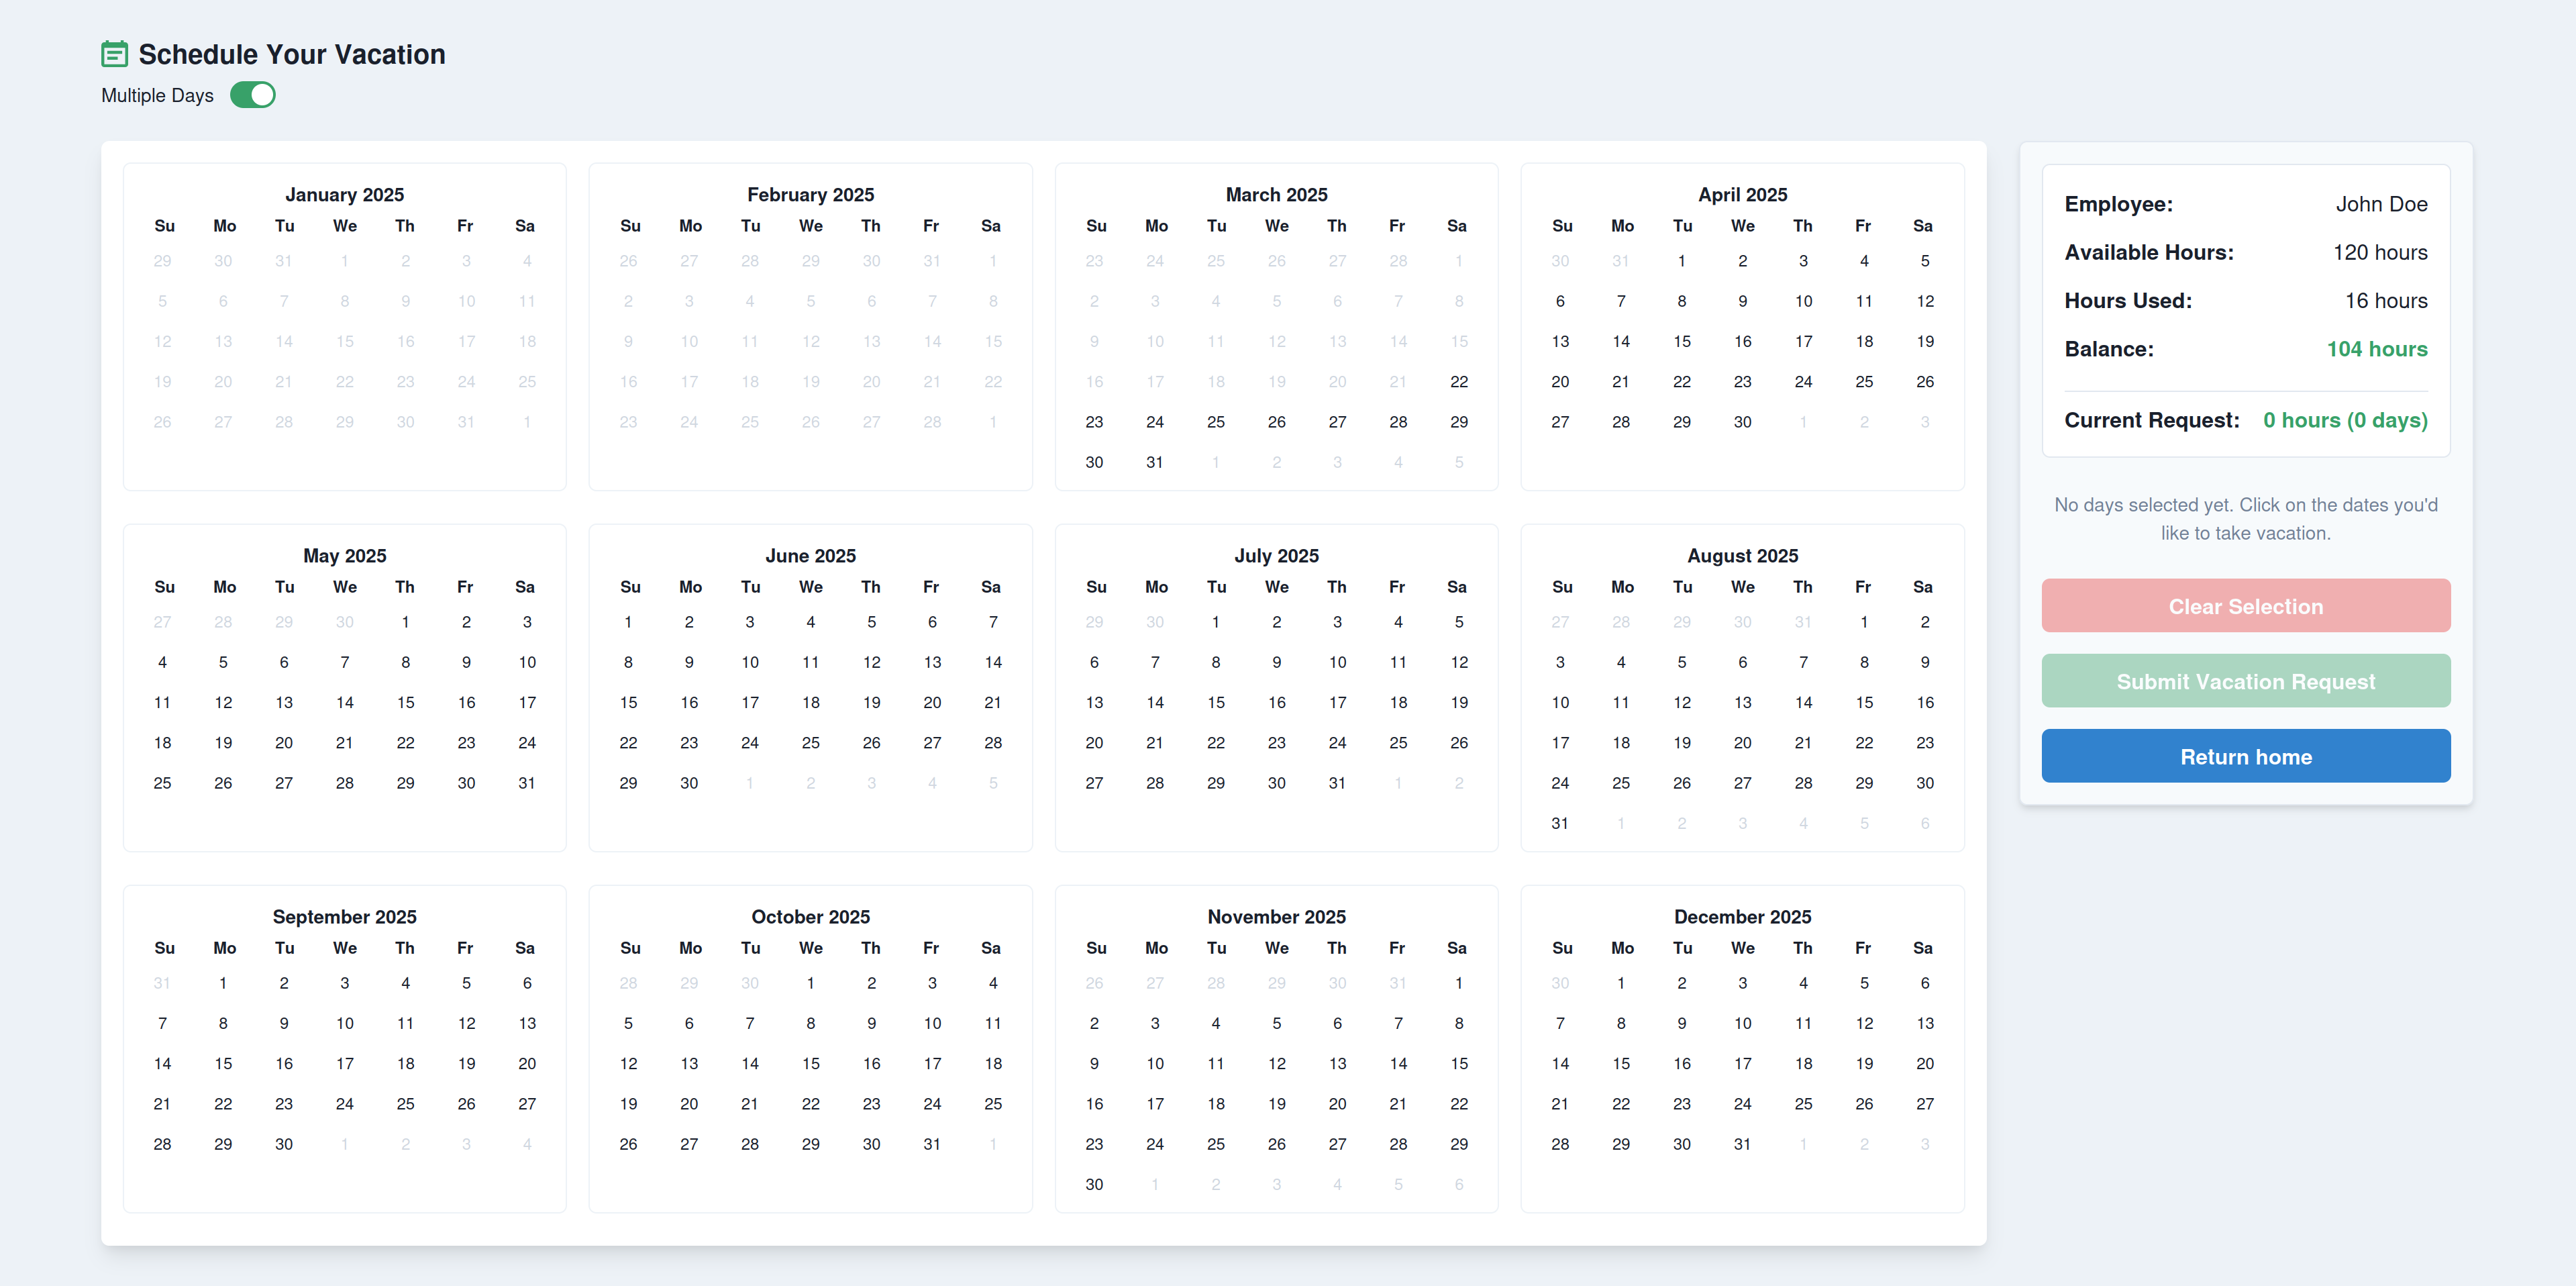 Schedule Your Vacation
Multiple Days
January 2025
Su Mo Tu We Th Fr Sa
29 30 31 1 2 3 4
5 6 7 8 9 10 11
12 13 14 15 16 17 18
19 20 21 22 23 24 25
26 27 28 29 30 31 1
February 2025
Su Mo Tu We Th Fr Sa
26 27 28 29 30 31 1
2 3 4 5 6 7 8
9 10 11 12 13 14 15
16 17 18 19 20 21 22
23 24 25 26 27 28 1
March 2025
Su Mo Tu We Th Fr Sa
23 24 25 26 27 28 1
2 3 4 5 6 7 8
9 10 11 12 13 14 15
16 17 18 19 20 21 22
23 24 25 26 27 28 29
30 31 1 2 3 4 5
April 2025
Su Mo Tu We Th Fr Sa
30 31 1 2 3 4 5
6 7 8 9 10 11 12
13 14 15 16 17 18 19
20 21 22 23 24 25 26
27 28 29 30 1 2 3
May 2025
Su Mo Tu We Th Fr Sa
27 28 29 30 1 2 3
4 5 6 7 8 9 10
11 12 13 14 15 16 17
18 19 20 21 22 23 24
25 26 27 28 29 30 31
June 2025
Su Mo Tu We Th Fr Sa
1 2 3 4 5 6 7
8 9 10 11 12 13 14
15 16 17 18 19 20 21
22 23 24 25 26 27 28
29 30 1 2 3 4 5
July 2025
Su Mo Tu We Th Fr Sa
29 30 1 2 3 4 5
6 7 8 9 10 11 12
13 14 15 16 17 18 19
20 21 22 23 24 25 26
27 28 29 30 31 1 2
August 2025
Su Mo Tu We Th Fr Sa
27 28 29 30 31 1 2
3 4 5 6 7 8 9
10 11 12 13 14 15 16
17 18 19 20 21 22 23
24 25 26 27 28 29 30
31 1 2 3 4 5 6
September 2025
Su Mo Tu We Th Fr Sa
31 1 2 3 4 5 6
7 8 9 10 11 12 13
14 15 16 17 18 19 20
21 22 23 24 25 26 27
28 29 30 1 2 3 4
October 2025
Su Mo Tu We Th Fr Sa
28 29 30 1 2 3 4
5 6 7 8 9 10 11
12 13 14 15 16 17 18
19 20 21 22 23 24 25
26 27 28 29 30 31 1
November 2025
Su Mo Tu We Th Fr Sa
26 27 28 29 30 31 1
2 3 4 5 6 7 8
9 10 11 12 13 14 15
16 17 18 19 20 21 22
23 24 25 26 27 28 29
30 1 2 3 4 5 6
December 2025
Su Mo Tu We Th Fr Sa
30 1 2 3 4 5 6
7 8 9 10 11 12 13
14 15 16 17 18 19 20
21 22 23 24 25 26 27
28 29 30 31 1 2 3
Employee: John Doe
Available Hours: 120 hours
Hours Used: 16 hours
Balance: 104 hours
Current Request: 0 hours (0 days)
No days selected yet. Click on the dates you'd
like to take vacation.
Clear Selection
Submit Vacation Request
Return home